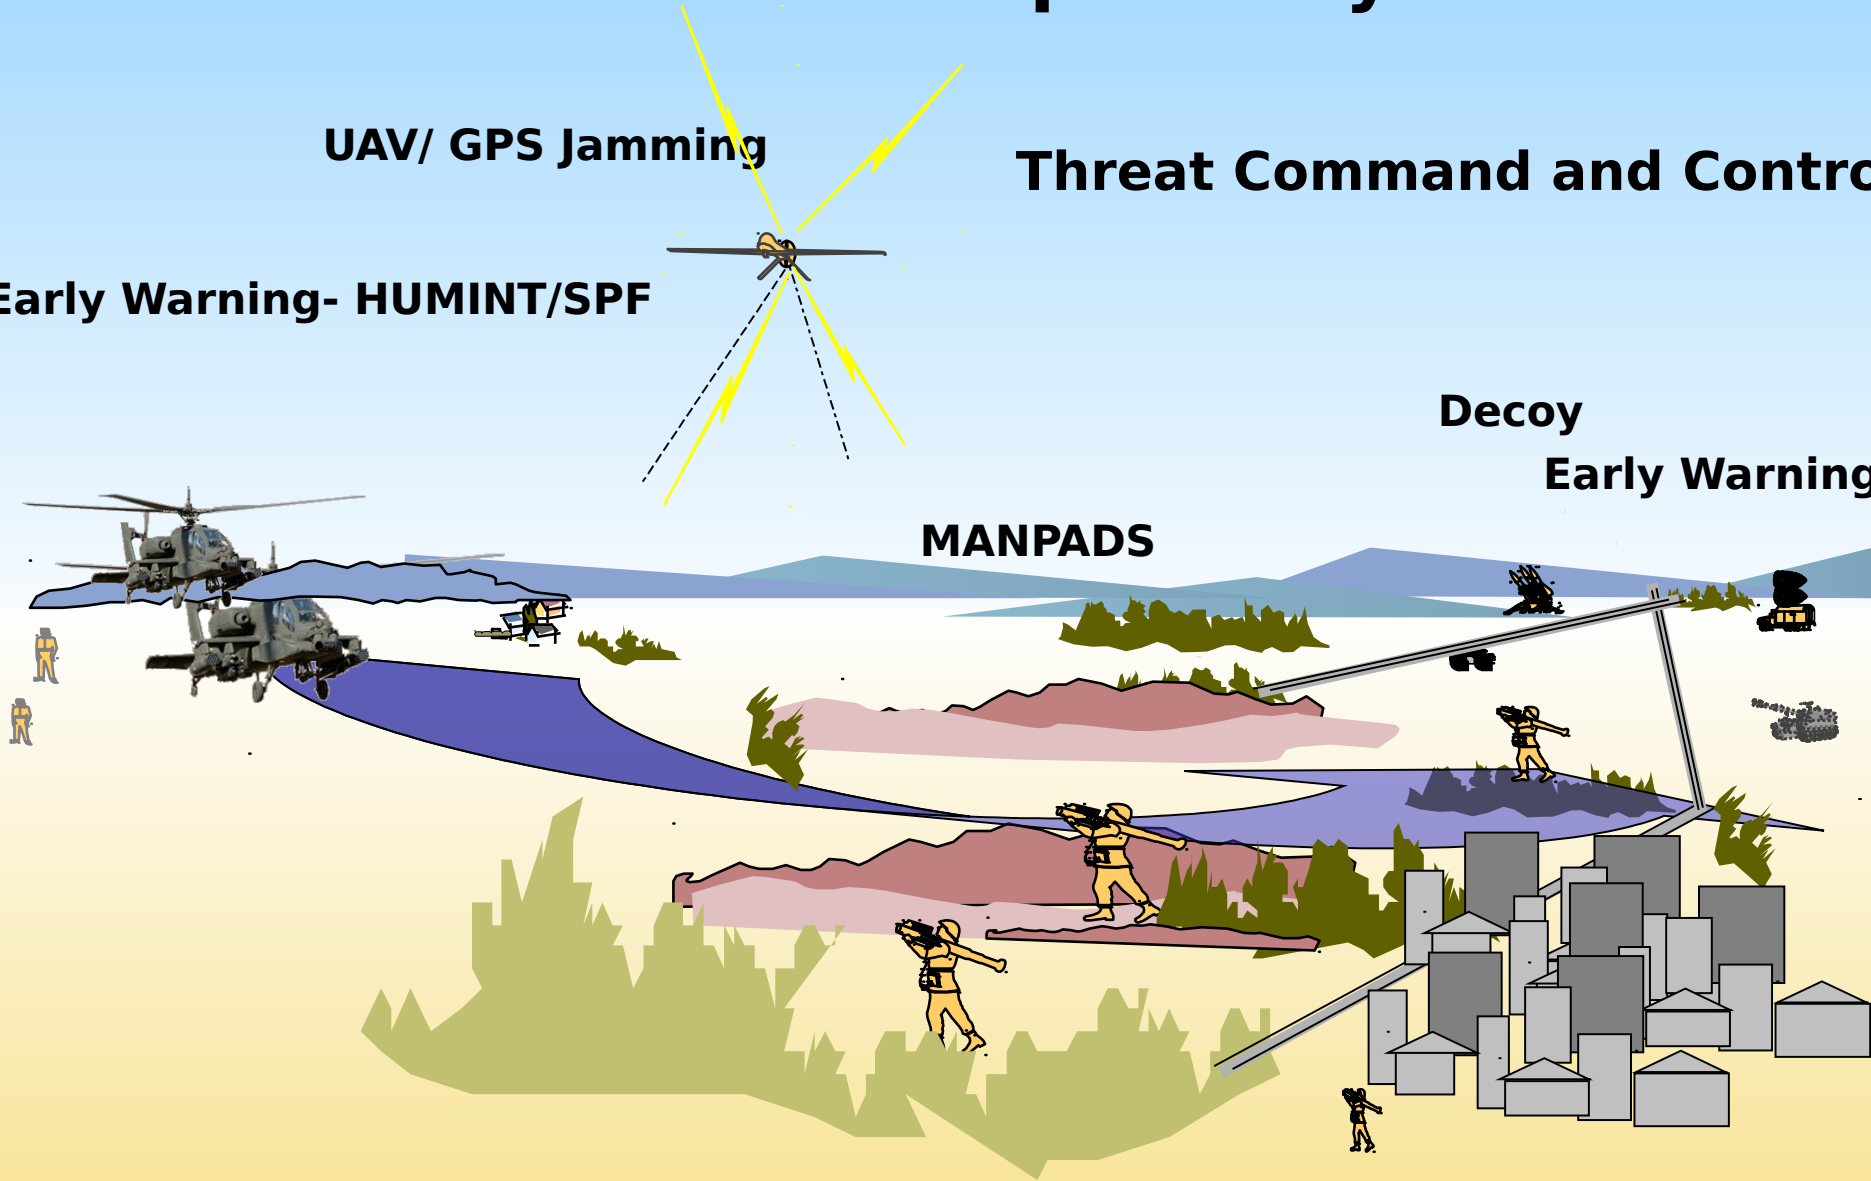 UAV/ GPS Jamming
Threat Command and Contro
Early Warning- HUMINT/SPF
Decoy
Early Warning
MANPADS